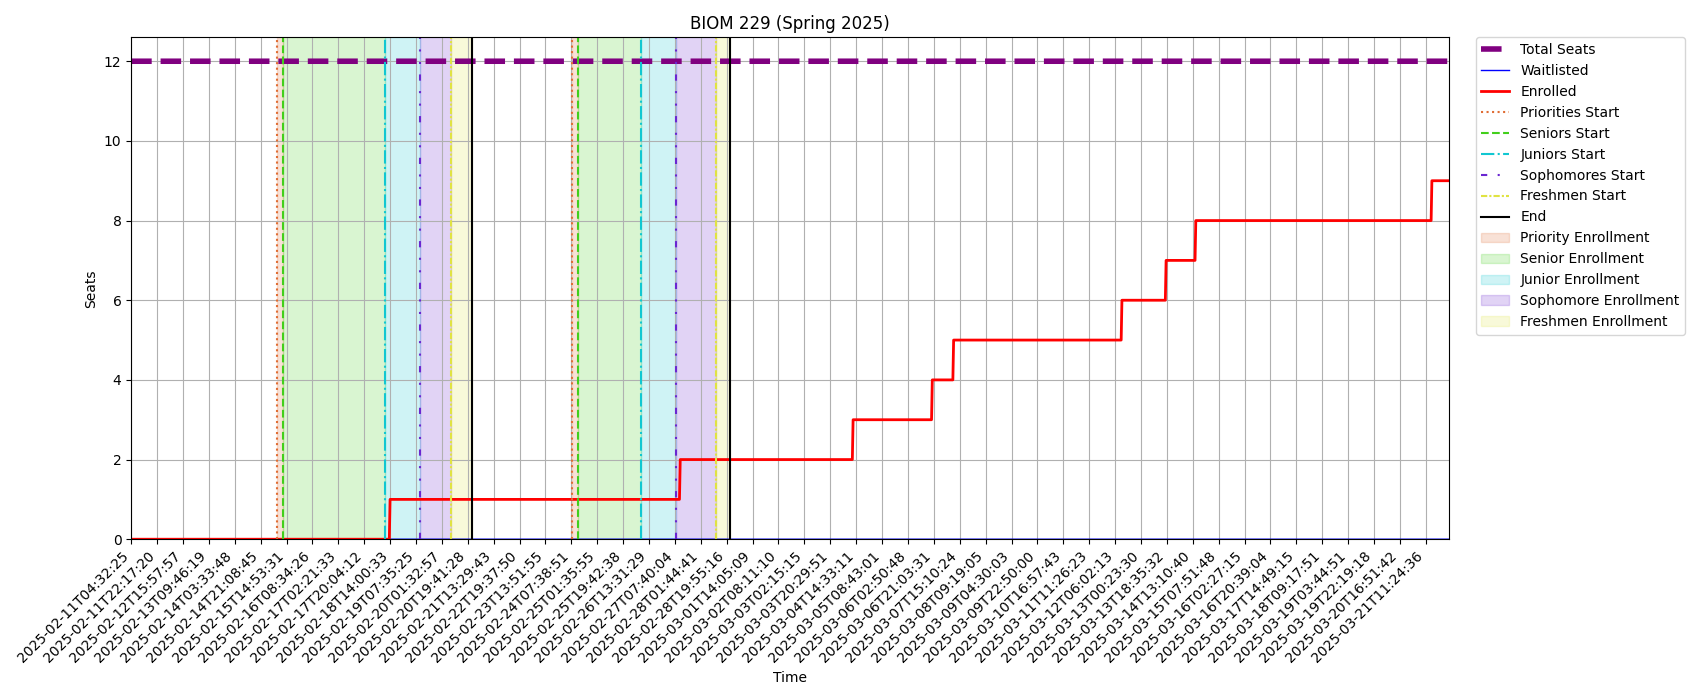 BIOM 229 (Spring 2025)
Seats
12
10
8
6
4
2
0
2025-02-11T04:32:25
2025-02-11T22:17:20
2025-02-12T15:57:57
2025-02-13T09:46:19
2025-02-14T03:33:48
2025-02-14T21:08:45
2025-02-15T14:53:31
2025-02-16T08:34:26
2025-02-17T02:21:33
2025-02-17T20:04:12
2025-02-18T14:00:33
2025-02-19T07:35:25
2025-02-20T01:32:57
2025-02-20T19:41:28
2025-02-21T13:29:43
2025-02-22T19:37:50
2025-02-23T13:51:55
2025-02-24T07:38:51
2025-02-25T01:35:55
2025-02-25T19:42:38
2025-02-26T13:31:29
2025-02-27T07:40:04
2025-02-28T01:44:41
2025-02-28T19:55:16
2025-03-01T14:05:09
2025-03-02T08:11:10
2025-03-03T02:15:15
2025-03-03T20:29:51
2025-03-04T14:33:11
2025-03-05T08:43:01
2025-03-06T02:50:48
2025-03-06T21:03:31
2025-03-07T15:10:24
2025-03-08T09:19:05
2025-03-09T04:30:03
2025-03-09T22:50:00
2025-03-10T16:57:43
2025-03-11T11:26:23
2025-03-12T06:02:13
2025-03-13T00:23:30
2025-03-13T18:35:32
2025-03-14T13:10:40
2025-03-15T07:51:48
2025-03-16T02:27:15
2025-03-16T20:39:04
2025-03-17T14:49:15
2025-03-18T09:17:51
2025-03-19T03:44:51
2025-03-19T22:19:18
2025-03-20T16:51:42
2025-03-21T11:24:36
Time
Total Seats
Waitlisted
Enrolled
Priorities Start
Seniors Start
Juniors Start
Sophomores Start
Freshmen Start
End
Priority Enrollment
Senior Enrollment
Junior Enrollment
Sophomore Enrollment
Freshmen Enrollment